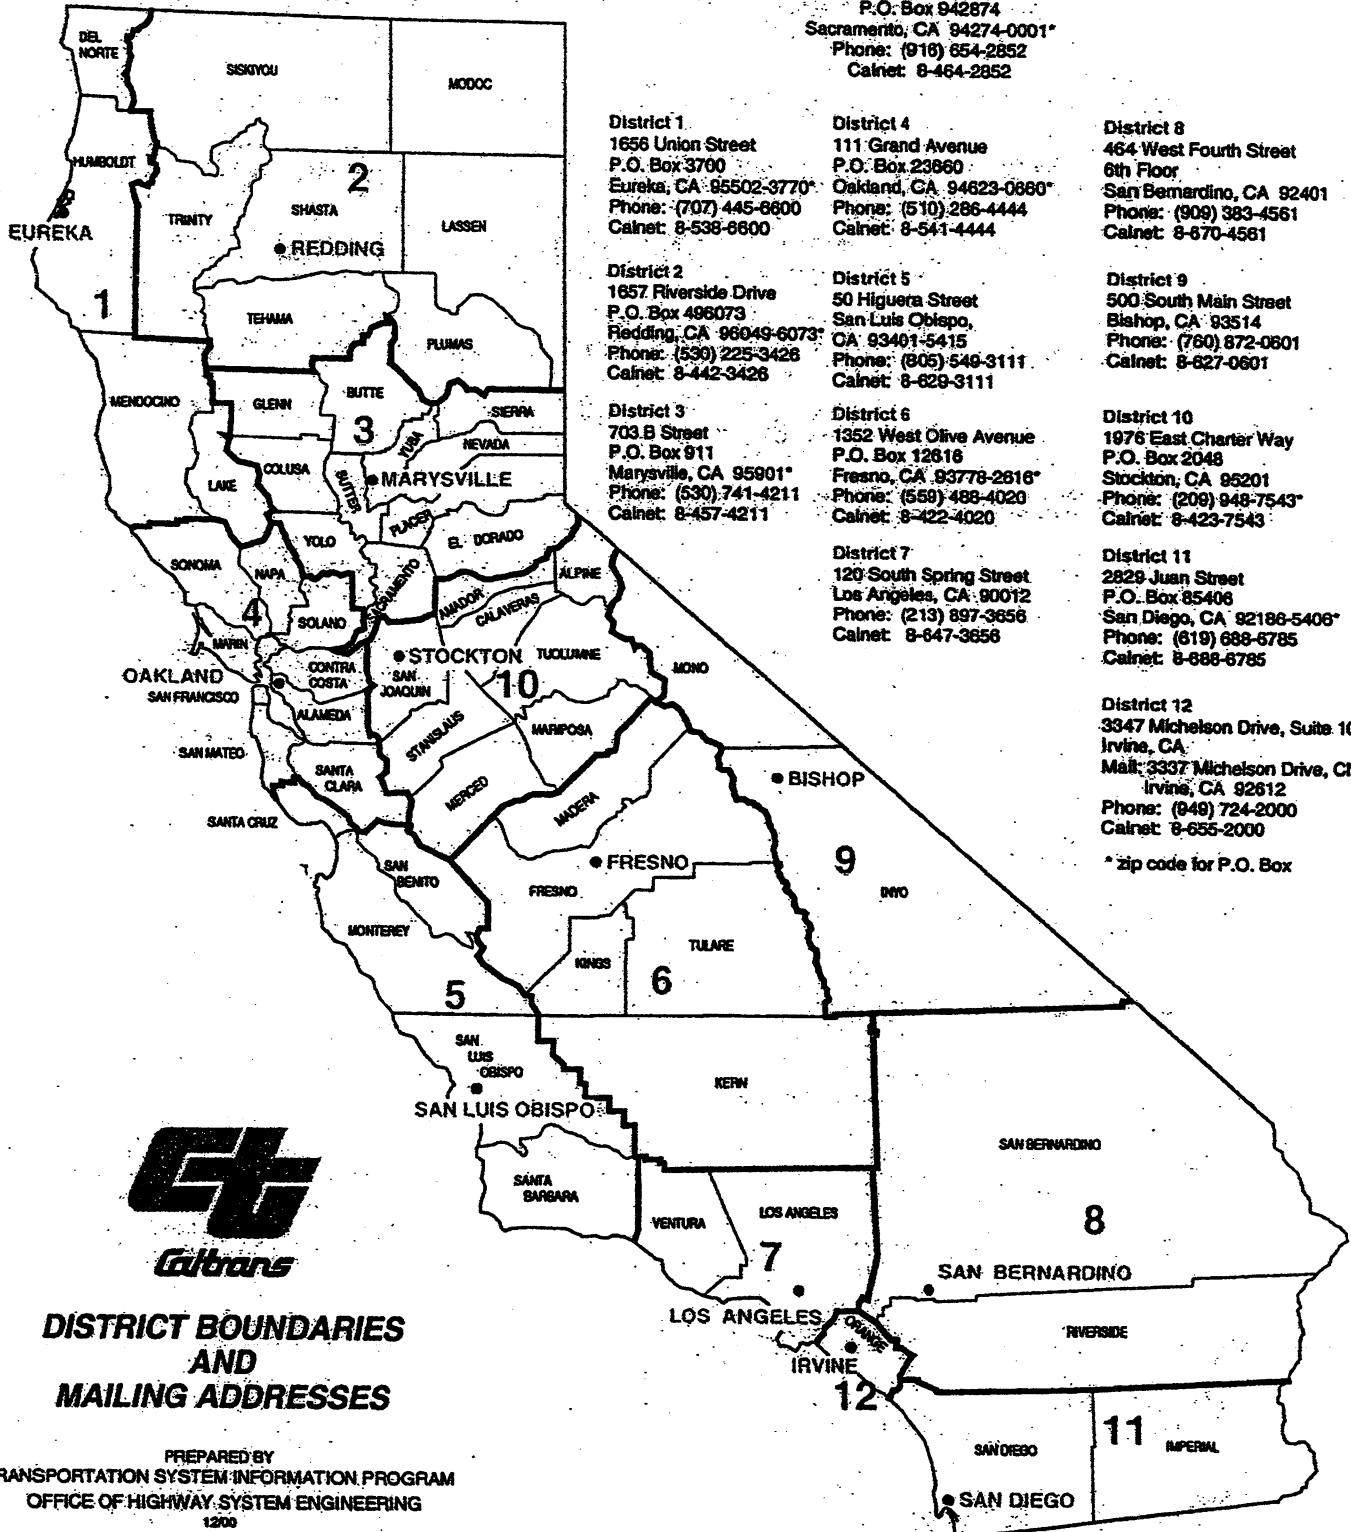 P.O. Box 942874
Sacramento, CA 94274-0001*
Phone: (916) 654-2852
Calnet: 8-464-2852
District 1
1656 Union Street
P.O. Box 3700
Eureka, CA 95502-3770*
Phone: (707) 445-6600
Calnet: 8-538-6600
District 2
1657 Riverside Drive
P.O. Box 496073
Redding, CA 96049-6073*
Phone: (530) 225-3426
Calnet: 8-442-3426
District 3
703 B Street
P.O. Box 911
Marysville, CA 95901*
Phone: (530) 741-4211
Calnet: 8-457-4211
District 4
111 Grand Avenue
P.O. Box 23660
Oakland, CA 94623-0660*
Phone: (510) 286-4444
Calnet: 8-541-4444
District 5
50 Higuera Street
San Luis Obispo,
CA 93401-5415
Phone: (805) 549-3111
Calnet: 8-629-3111
District 6
1352 West Olive Avenue
P.O. Box 12616
Fresno, CA 93778-2616*
Phone: (559) 488-4020
Calnet: 8-422-4020
District 7
120 South Spring Street
Los Angeles, CA 90012
Phone: (213) 897-3656
Calnet: 8-647-3656
District 8
464 West Fourth Street
6th Floor
San Bernardino, CA 92401
Phone: (909) 383-4561
Calnet: 8-670-4561
District 9
500 South Main Street
Bishop, CA 93514
Phone: (760) 872-0601
Calnet: 8-627-0601
District 10
1976 East Charter Way
P.O. Box 2048
Stockton, CA 95201
Phone: (209) 948-7543*
Calnet: 8-423-7543
District 11
2829 Juan Street
P.O. Box 85406
San Diego, CA 92186-5406*
Phone: (619) 688-6785
Calnet: 8-688-6785
District 12
3347 Michelson Drive, Suite
Irvine, CA
Mail: 3337 Michelson Drive,
Irvine, CA 92612
Phone: (949) 724-2000
Calnet: 8-655-2000
* zip code for P.O. Box
DEL
NORTE
SISKIYOU
MODOC
HUMBOLDT
2
TRINITY
SHASTA
LASSEN
EUREKA
REDDING
1
TEHAMA
PLUMAS
MENDOCINO
GLENN
BUTTE
SIERRA
3
YUBA
NEVADA
COLUSA
LAKE
SUTTER
MARYSVILLE
PLACER
EL DORADO
YOLO
SONOMA
NAPA
SACRAMENTO
ALPINE
AMADOR
CALAVERAS
4
SOLANO
MARIN
STOCKTON
TUOLUMNE
MONO
OAKLAND
CONTRA
COSTA
SAN
JOAQUIN
10
SAN FRANCISCO
ALAMEDA
STANISLAUS
MARIPOSA
SAN MATEO
SANTA
CLARA
MERCED
BISHOP
MADERA
SANTA CRUZ
SAN
BENITO
FRESNO
9
FRESNO
INYO
MONTEREY
TULARE
KINGS
6
5
SAN
LUIS
OBISPO
KERN
SAN LUIS OBISPO
SAN BERNARDINO
SANTA
BARBARA
VENTURA
LOS ANGELES
8
7
SAN BERNARDINO
LOS ANGELES
ORANGE
RIVERSIDE
IRVINE
12
11
SAN DIEGO
IMPERIAL
SAN DIEGO
Ct
Caltrans
DISTRICT BOUNDARIES
AND
MAILING ADDRESSES
PREPARED BY
RANSPORTATION SYSTEM INFORMATION PROGRAM
OFFICE OF HIGHWAY SYSTEM ENGINEERING
12/00